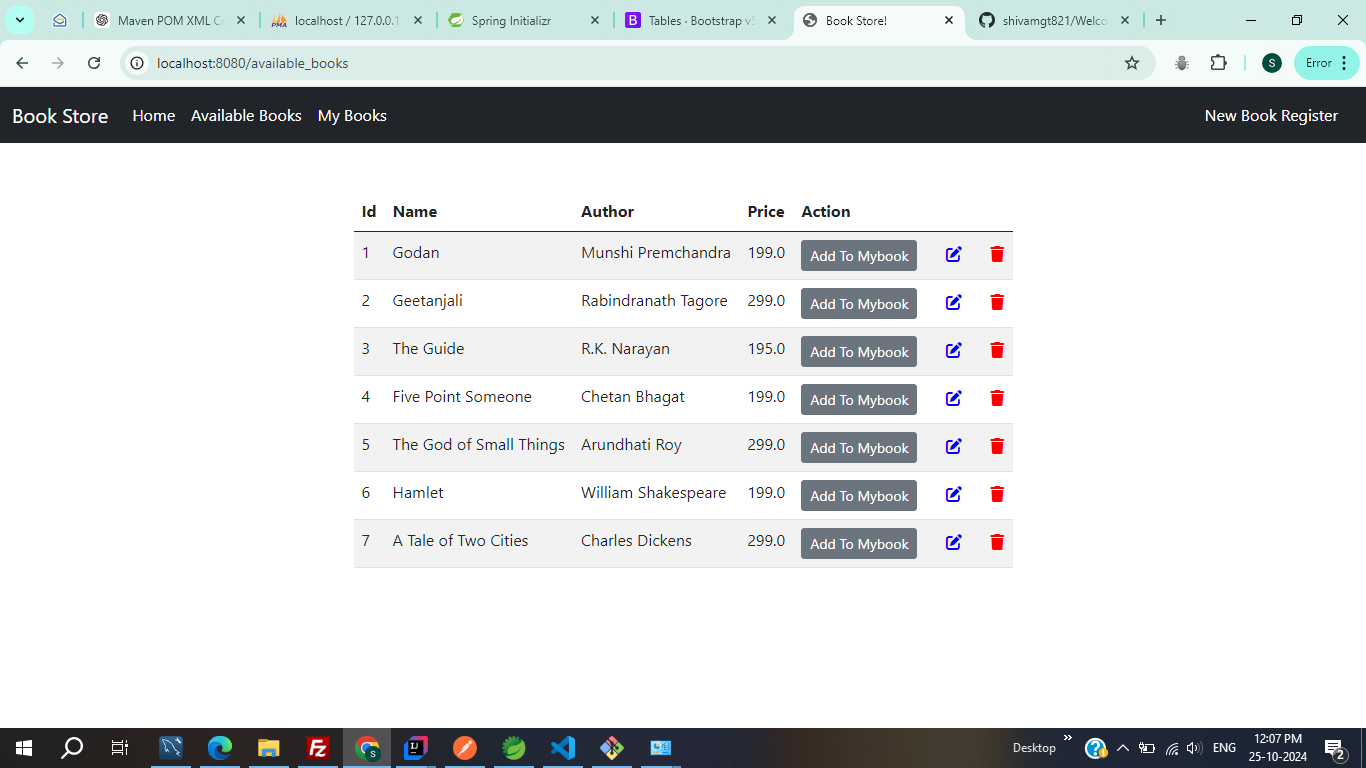 Maven POM XML Co
localhost / 127.0.0.1
Spring Initializr
Tables · Bootstrap v5
Book Store!
shivamgt821/Welco
localhost:8080/available_books
S
Error
Book Store Home Available Books My Books New Book Register
Id Name Author Price Action
1 Godan Munshi Premchandra 199.0 Add To Mybook
2 Geetanjali Rabindranath Tagore 299.0 Add To Mybook
3 The Guide R.K. Narayan 195.0 Add To Mybook
4 Five Point Someone Chetan Bhagat 199.0 Add To Mybook
5 The God of Small Things Arundhati Roy 299.0 Add To Mybook
6 Hamlet William Shakespeare 199.0 Add To Mybook
7 A Tale of Two Cities Charles Dickens 299.0 Add To Mybook
Desktop
ENG
12:07 PM
25-10-2024
2